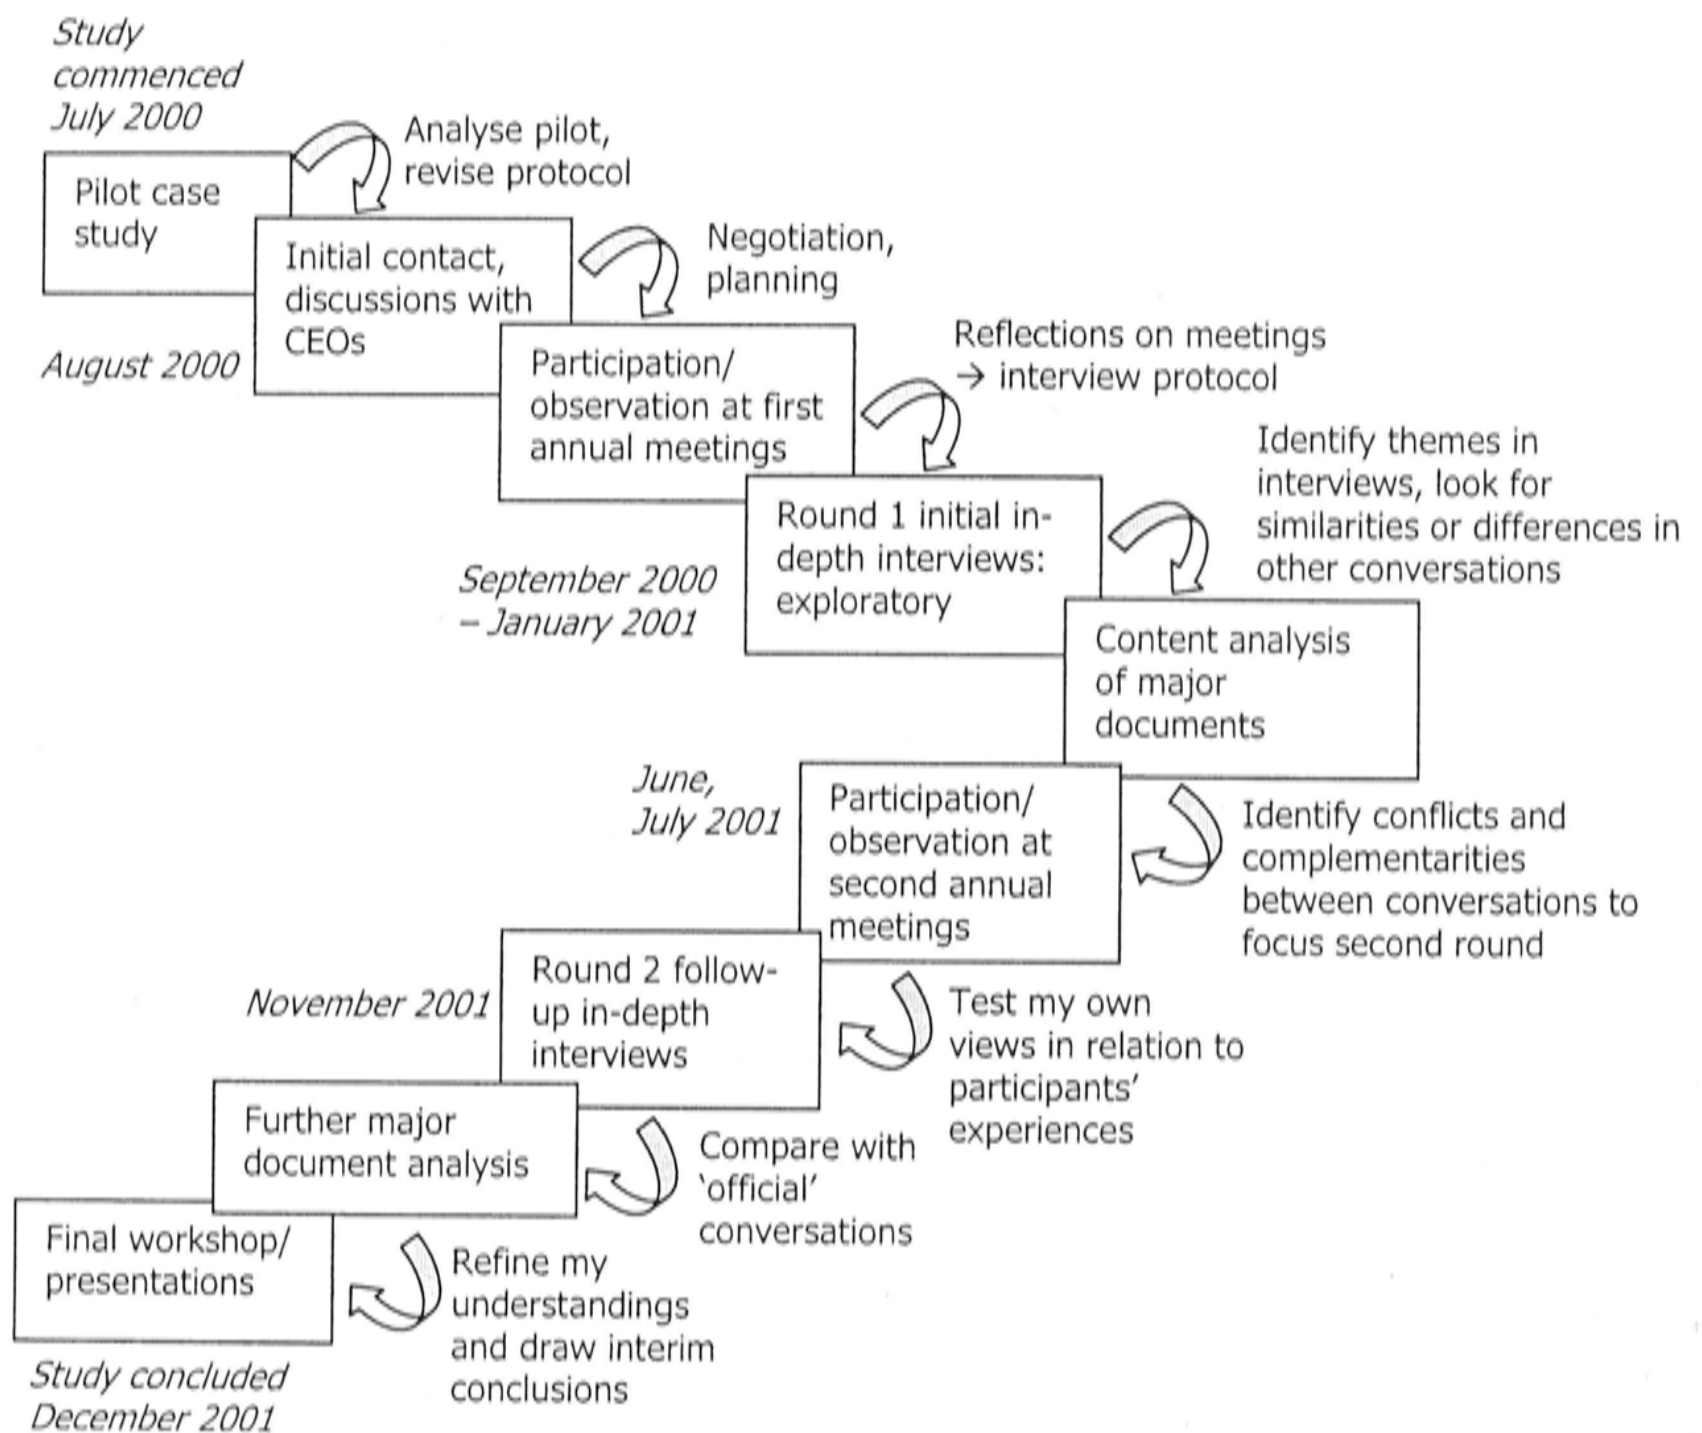 Study
commenced
July 2000
Pilot case
study
Analyse pilot,
revise protocol
Initial contact,
discussions with
CEOs
August 2000
Negotiation,
planning
Participation/
observation at first
annual meetings
Reflections on meetings
→ interview protocol
Round 1 initial in-
depth interviews:
exploratory
September 2000
– January 2001
Identify themes in
interviews, look for
similarities or differences in
other conversations
Content analysis
of major
documents
Identify conflicts and
complementarities
between conversations to
focus second round
June,
July 2001
Participation/
observation at
second annual
meetings
Test my own
views in relation to
participants’
experiences
November 2001
Round 2 follow-
up in-depth
interviews
Compare with
‘official’
conversations
Further major
document analysis
Refine my
understandings
and draw interim
conclusions
Final workshop/
presentations
Study concluded
December 2001